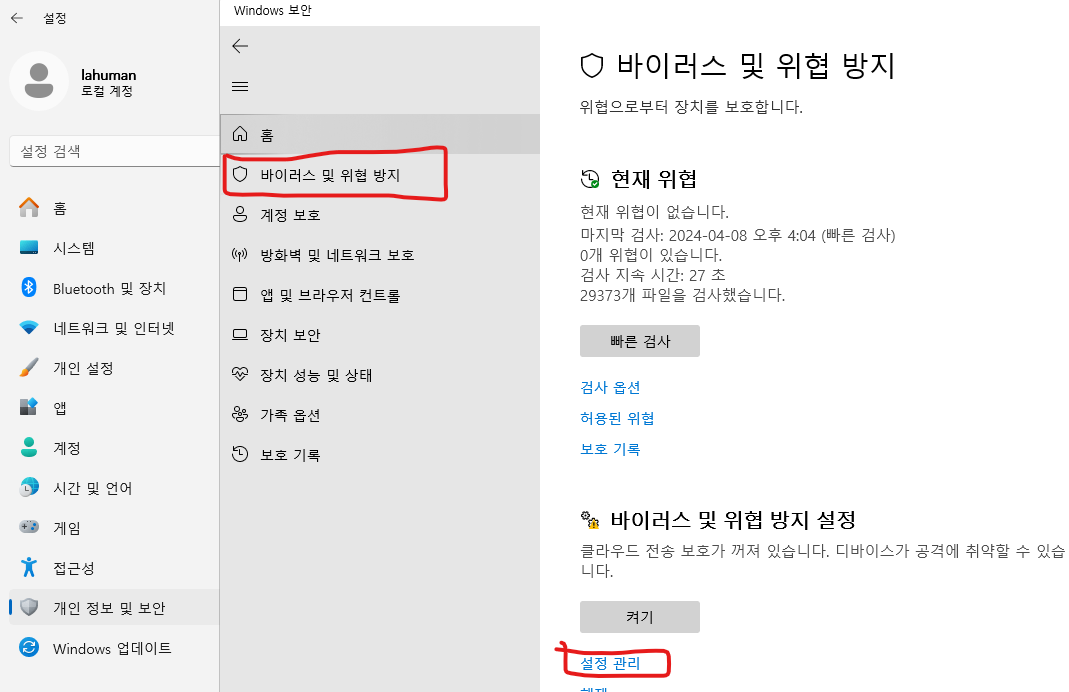 설정
lahuman
로컬 계정
설정 검색
홈
시스템
Bluetooth 및 장치
네트워크 및 인터넷
개인 설정
앱
계정
시간 및 언어
게임
접근성
개인 정보 및 보안
Windows 업데이트
Windows 보안
홈
바이러스 및 위협 방지
계정 보호
방화벽 및 네트워크 보호
앱 및 브라우저 컨트롤
장치 보안
장치 성능 및 상태
가족 옵션
보호 기록
바이러스 및 위협 방지
위협으로부터 장치를 보호합니다.
현재 위협
현재 위협이 없습니다.
마지막 검사: 2024-04-08 오후 4:04 (빠른 검사)
0개 위협이 있습니다.
검사 지속 시간: 27 초
29373개 파일을 검사했습니다.
빠른 검사
검사 옵션
허용된 위협
보호 기록
바이러스 및 위협 방지 설정
클라우드 전송 보호가 꺼져 있습니다. 디바이스가 공격에 취약할 수 있습
니다.
켜기
설정 관리